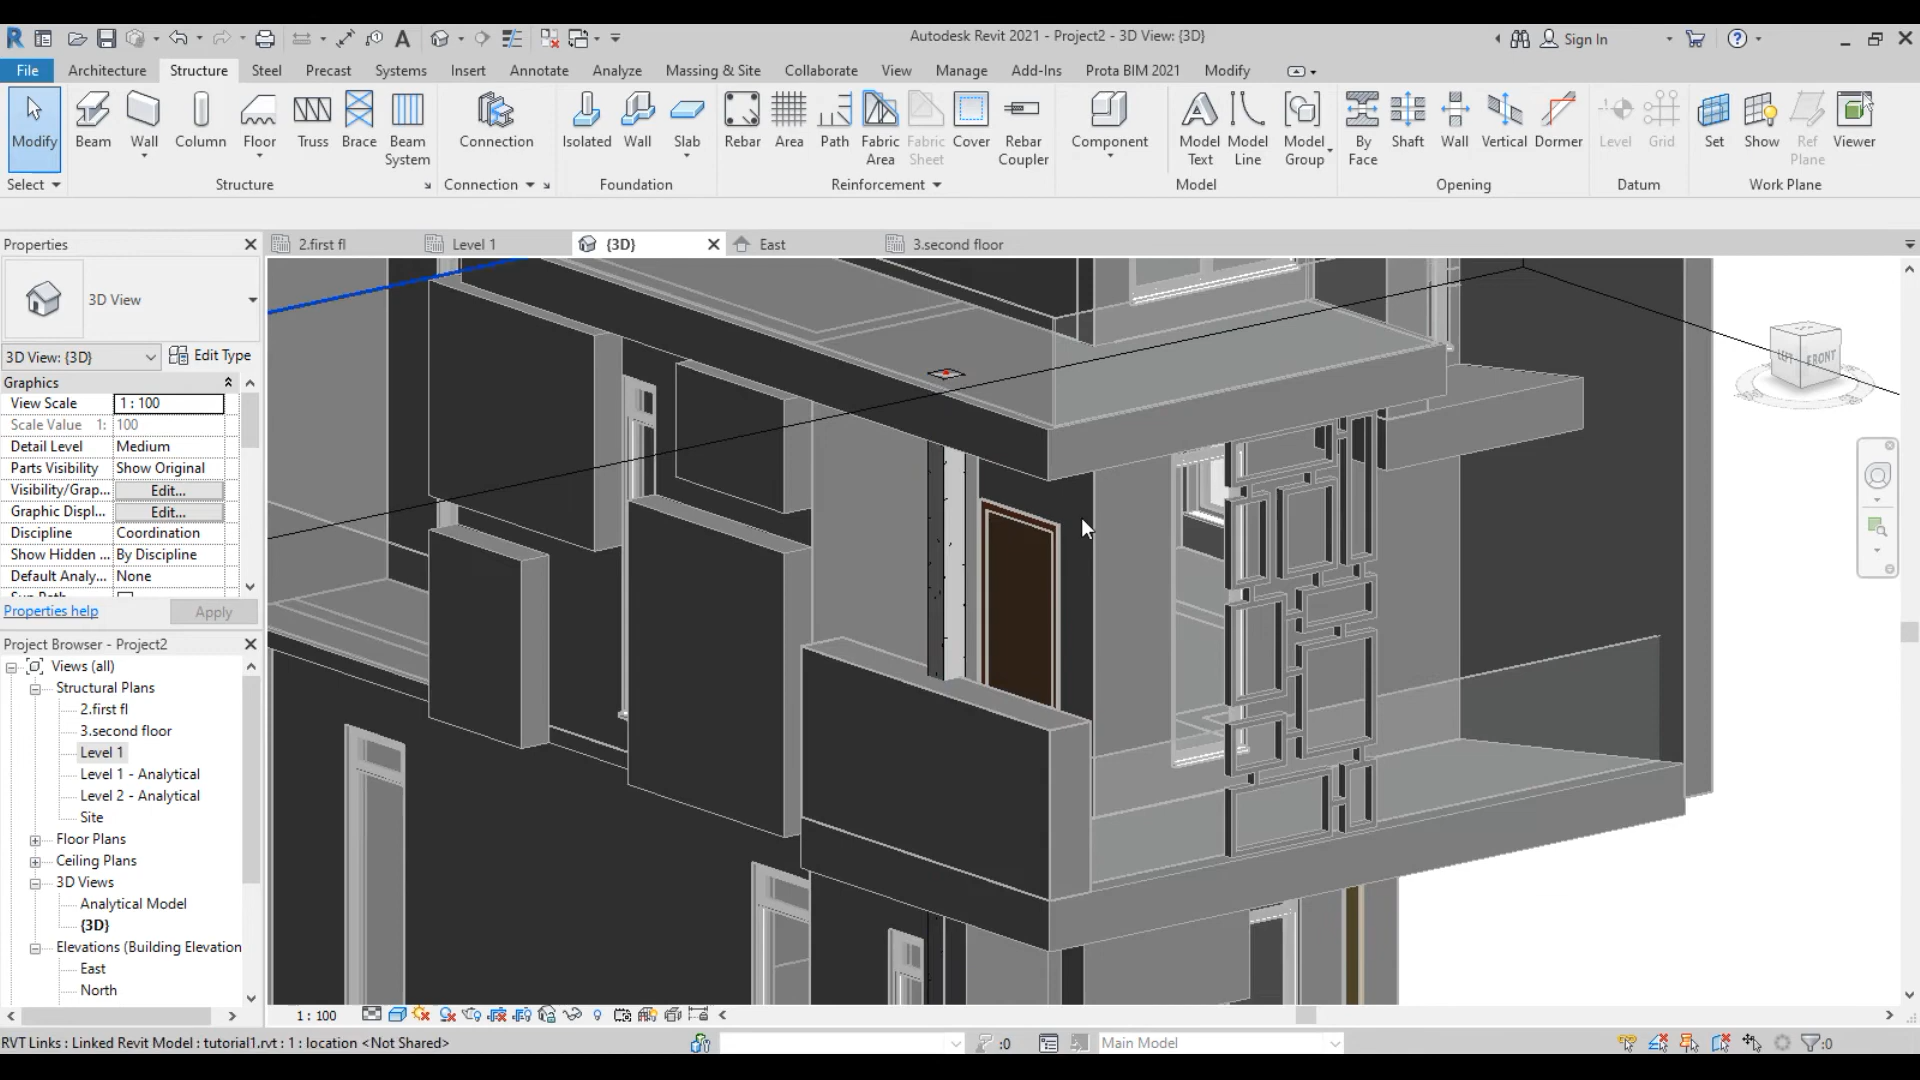 Autodesk Revit 2021 - Project2 - 3D View: {3D}
Sign In
File Architecture Structure Steel Precast Systems Insert Annotate Analyze Massing & Site Collaborate View Manage Add-Ins Prota BIM 2021 Modify
Modify Beam Wall Column Floor Truss Brace Beam System Connection Isolated Wall Slab Rebar Area Path Fabric Area Fabric Sheet Cover Rebar Coupler Component Model Text Model Line Model Group By Face Shaft Wall Vertical Dormer Level Grid Set Show Ref Plane Viewer
Select Structure Connection Foundation Reinforcement Model Opening Datum Work Plane
Properties
2.first fl Level 1 {3D} East 3.second floor
3D View
3D View: {3D} Edit Type
Graphics
View Scale 1 : 100
Scale Value 1: 100
Detail Level Medium
Parts Visibility Show Original
Visibility/Grap... Edit...
Graphic Displ... Edit...
Discipline Coordination
Show Hidden ... By Discipline
Default Analy... None
Properties help Apply
Project Browser - Project2
Views (all)
Structural Plans
2.first fl
3.second floor
Level 1
Level 1 - Analytical
Level 2 - Analytical
Site
Floor Plans
Ceiling Plans
3D Views
Analytical Model
{3D}
Elevations (Building Elevation
East
North
FRONT
1 : 100
RVT Links : Linked Revit Model : tutorial1.rvt : 1 : location <Not Shared>
:0
Main Model
:0